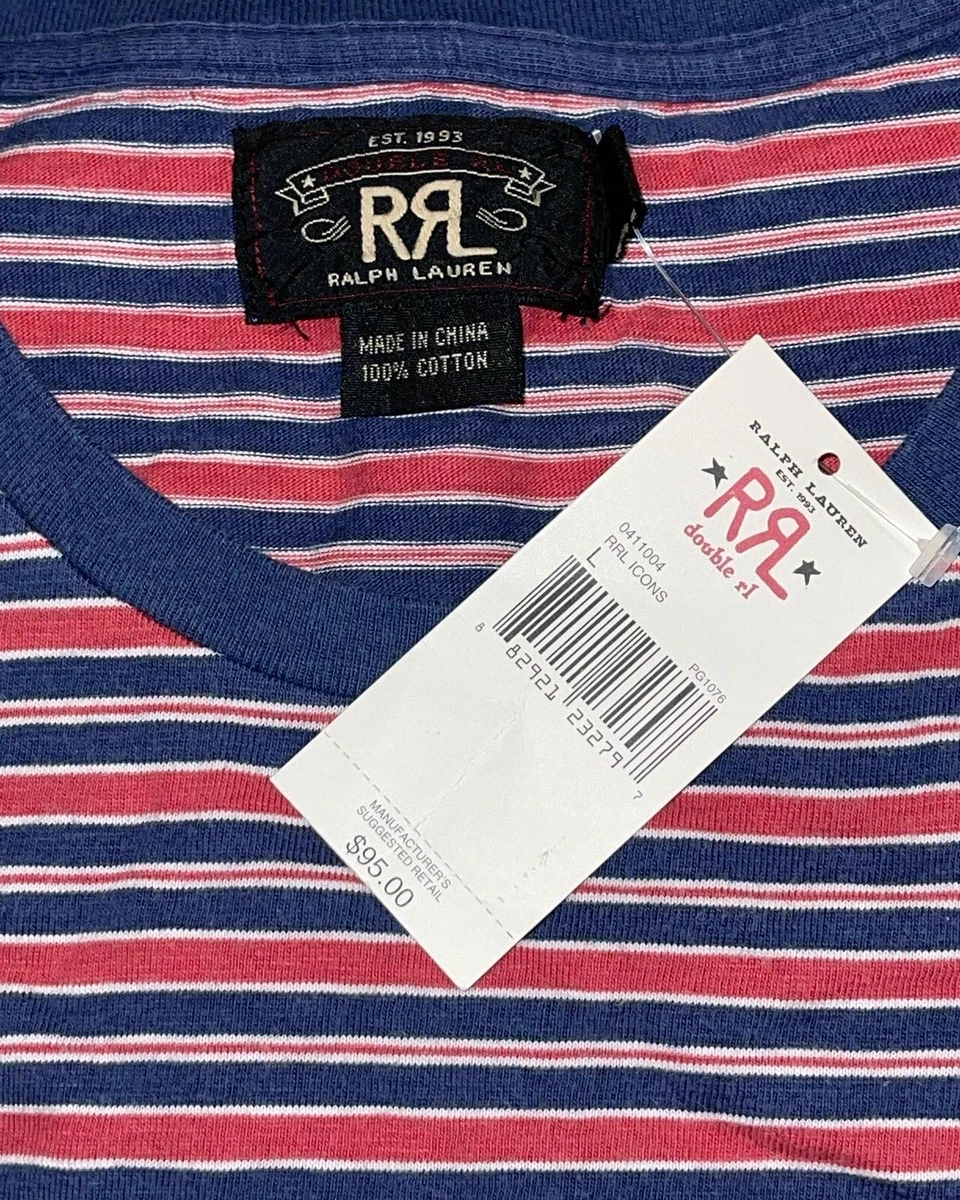 EST. 1993
DOUBLE RL
RRL
RALPH LAUREN
MADE IN CHINA
100% COTTON
RALPH LAUREN
EST. 1993
RRL
double rl
0411004
RRL ICONS
L
PG1076
8 82921 23279 7
MANUFACTURER'S
SUGGESTED RETAIL
$95.00